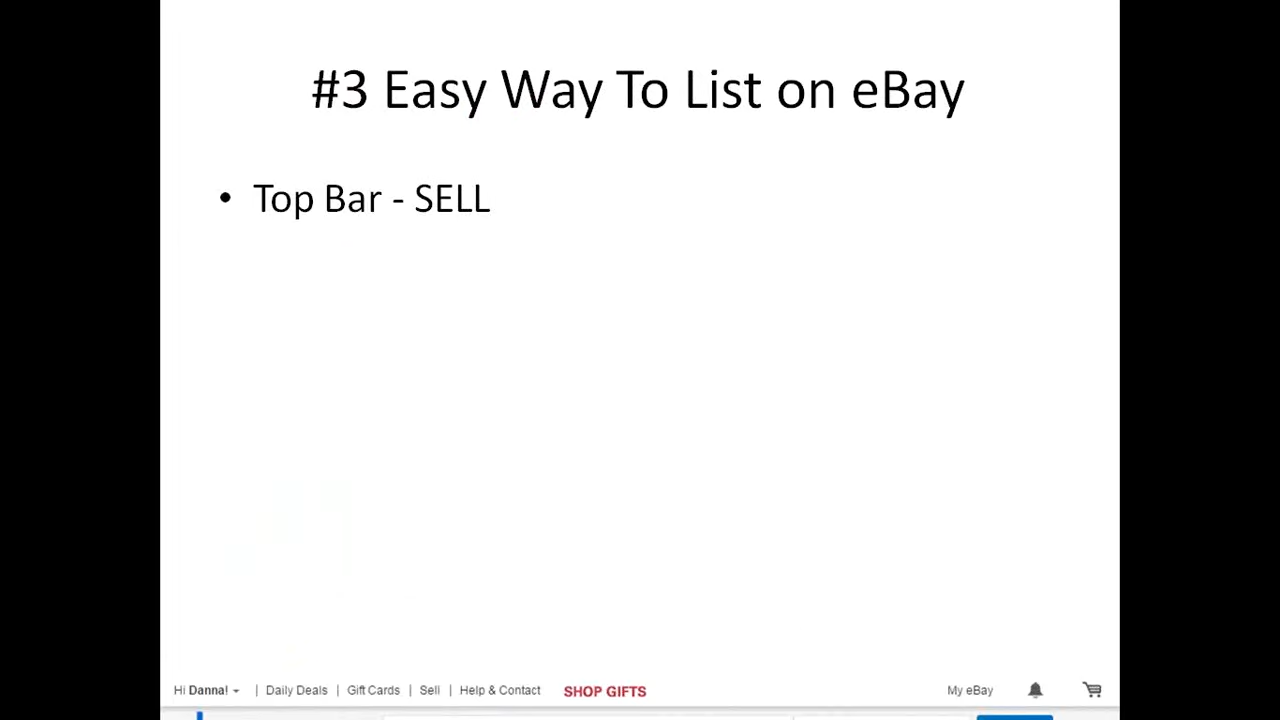 #3 Easy Way To List on eBay
• Top Bar - SELL
Hi Danna! | Daily Deals | Gift Cards | Sell | Help & Contact SHOP GIFTS My eBay